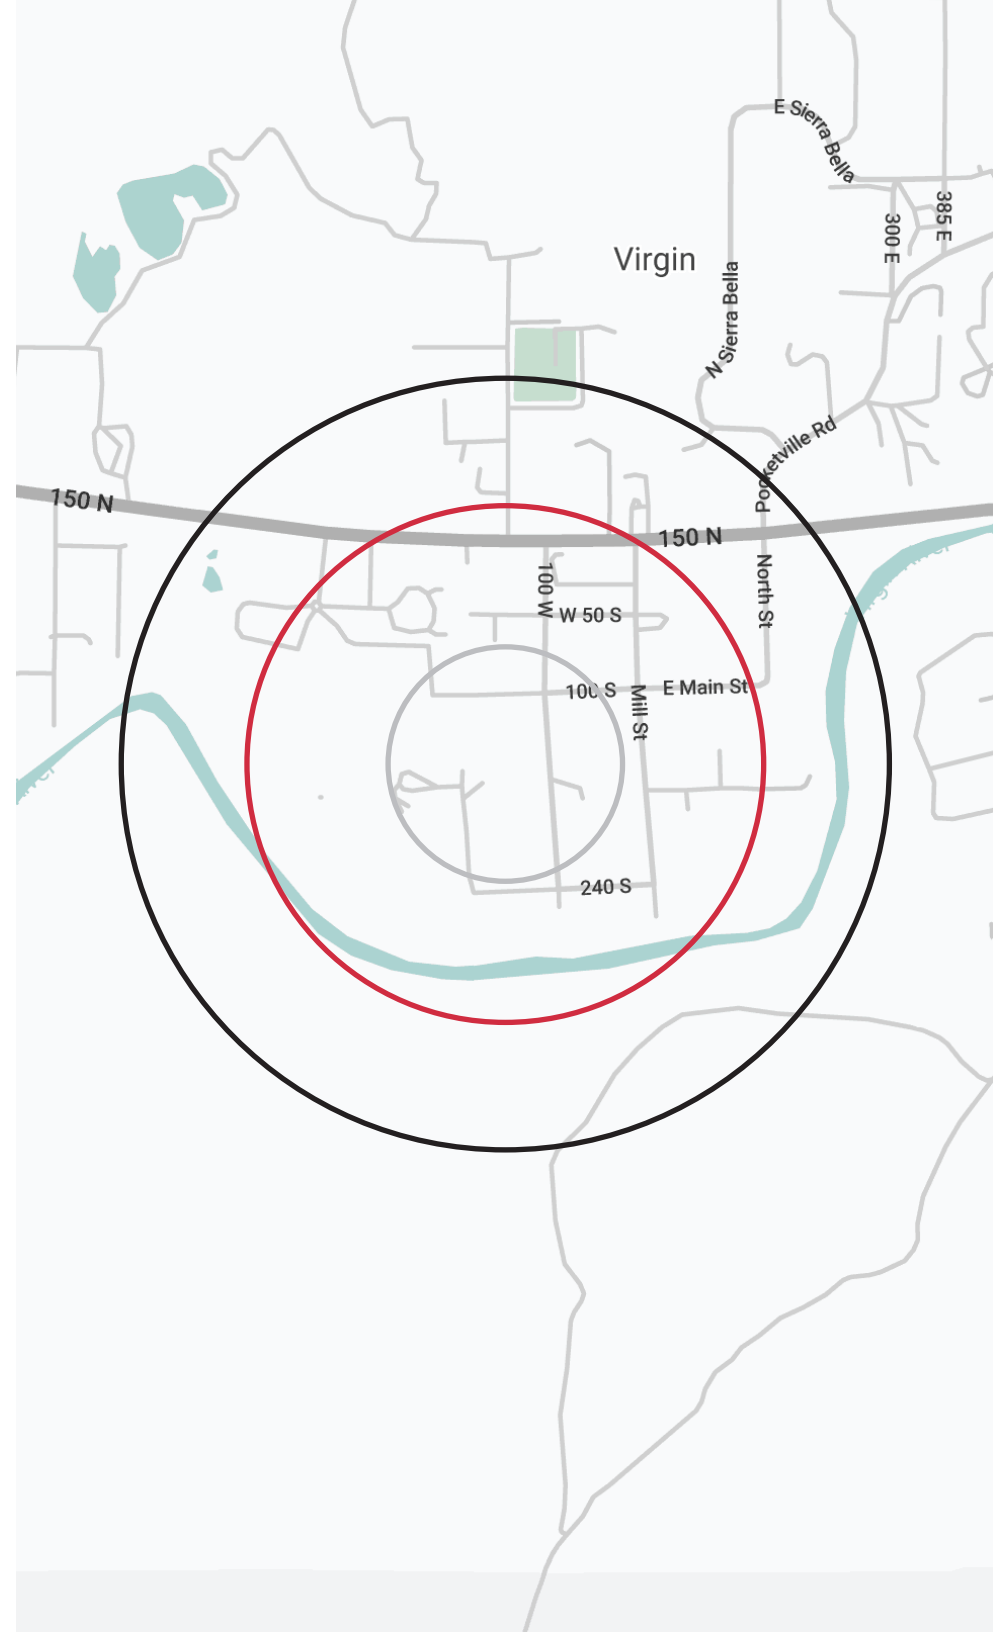 E Sierra Bella
385 E
300 E
Virgin
N Sierra Bella
Pocketville Rd
150 N
150 N
North St
100 W
W 50 S
100 S
E Main St
Mill St
240 S